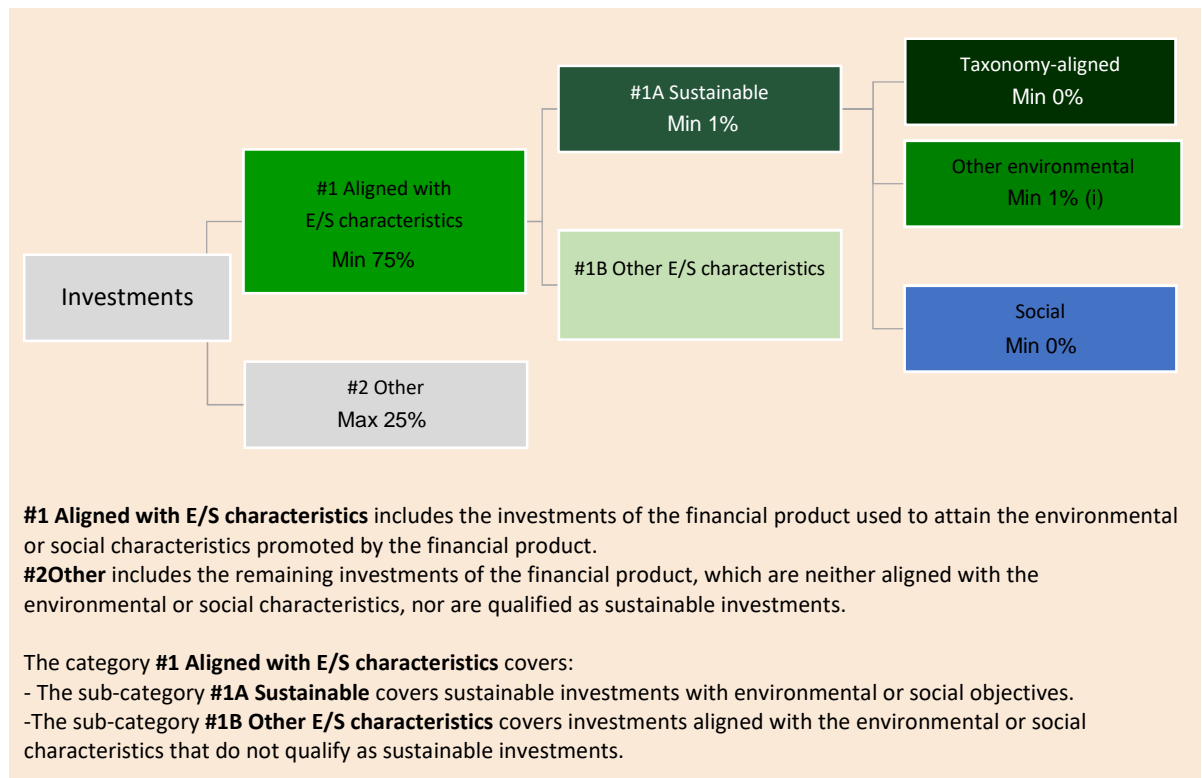 Investments
#1 Aligned with
E/S characteristics
Min 75%
#2 Other
Max 25%
#1A Sustainable
Min 1%
#1B Other E/S characteristics
Taxonomy-aligned
Min 0%
Other environmental
Min 1% (i)
Social
Min 0%
#1 Aligned with E/S characteristics includes the investments of the financial product used to attain the environmental
or social characteristics promoted by the financial product.
#2Other includes the remaining investments of the financial product, which are neither aligned with the
environmental or social characteristics, nor are qualified as sustainable investments.
The category #1 Aligned with E/S characteristics covers:
- The sub-category #1A Sustainable covers sustainable investments with environmental or social objectives.
-The sub-category #1B Other E/S characteristics covers investments aligned with the environmental or social
characteristics that do not qualify as sustainable investments.